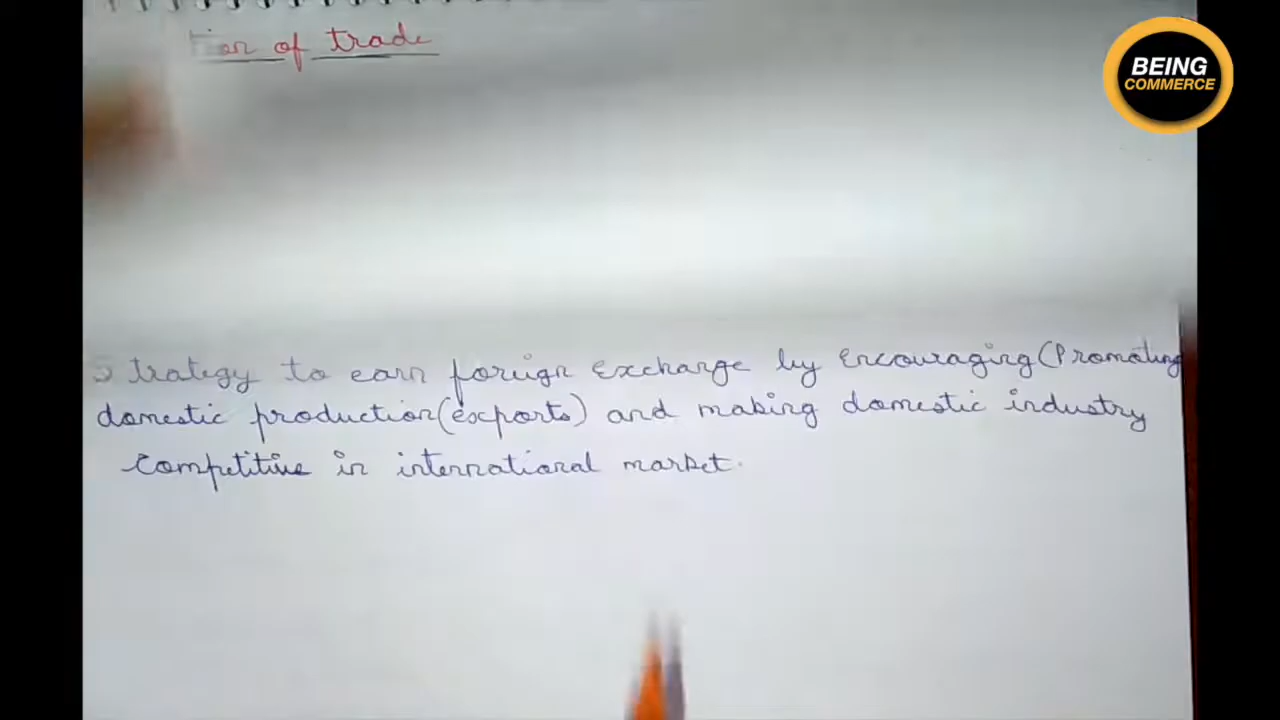 of trade
BEING
COMMERCE
Strategy to earn foreign exchange by Encouraging (Promoting
domestic production (exports) and making domestic industry
Competitive in international market.